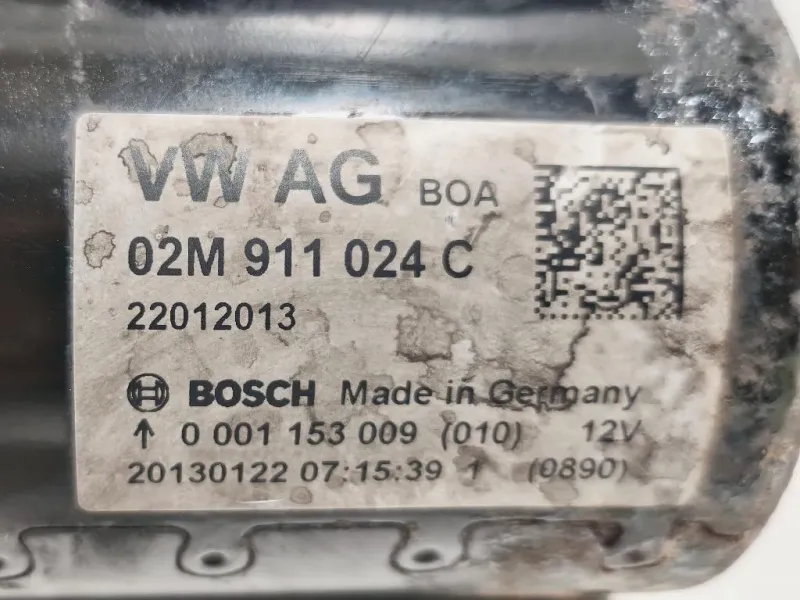 VW AG BOA
02M 911 024 C
22012013
BOSCH Made in Germany
↑ 0 001 153 009 (010) 12V
20130122 07:15:39 1 (0890)